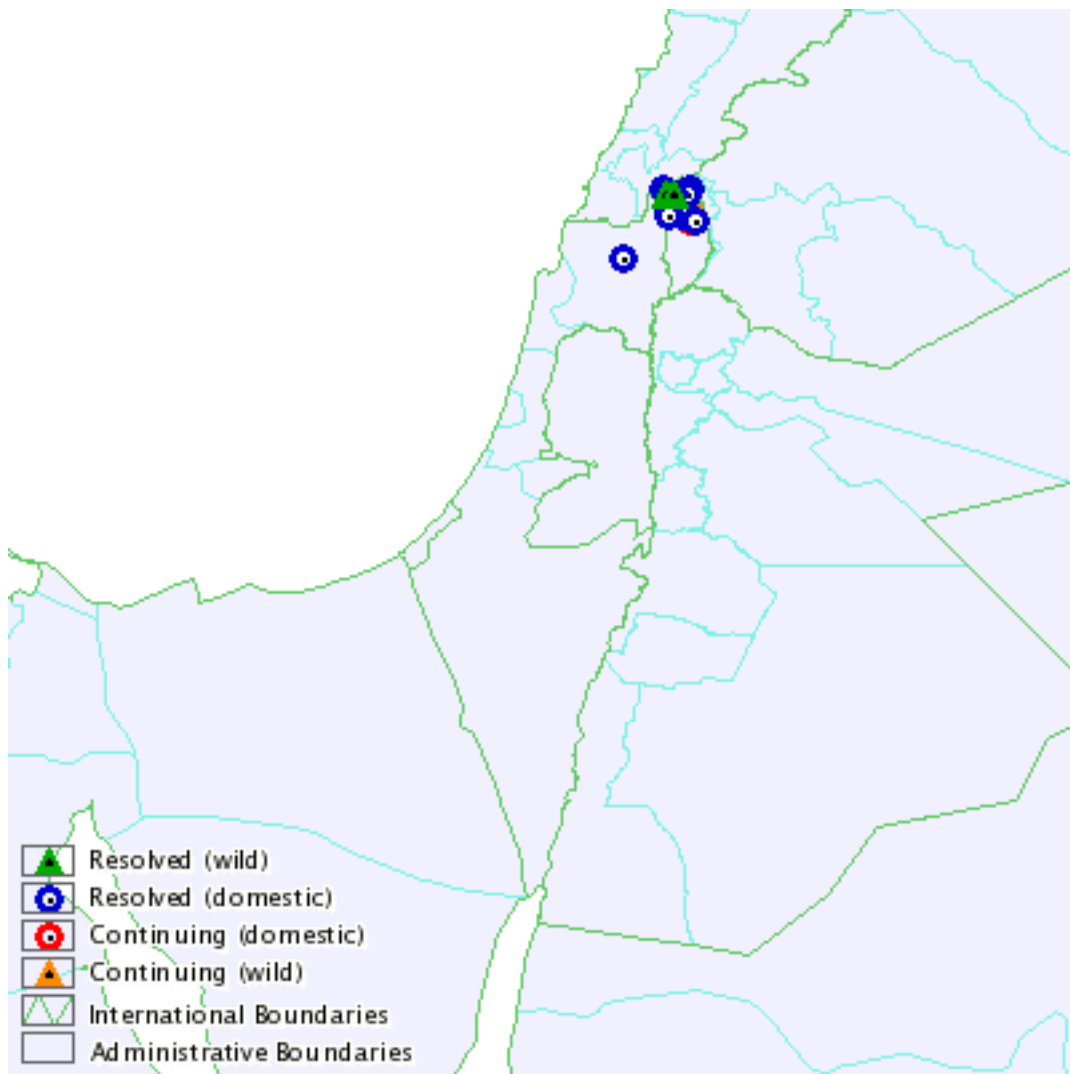 Resolved (wild)
Resolved (domestic)
Continuing (domestic)
Continuing (wild)
International Boundaries
Administrative Boundaries